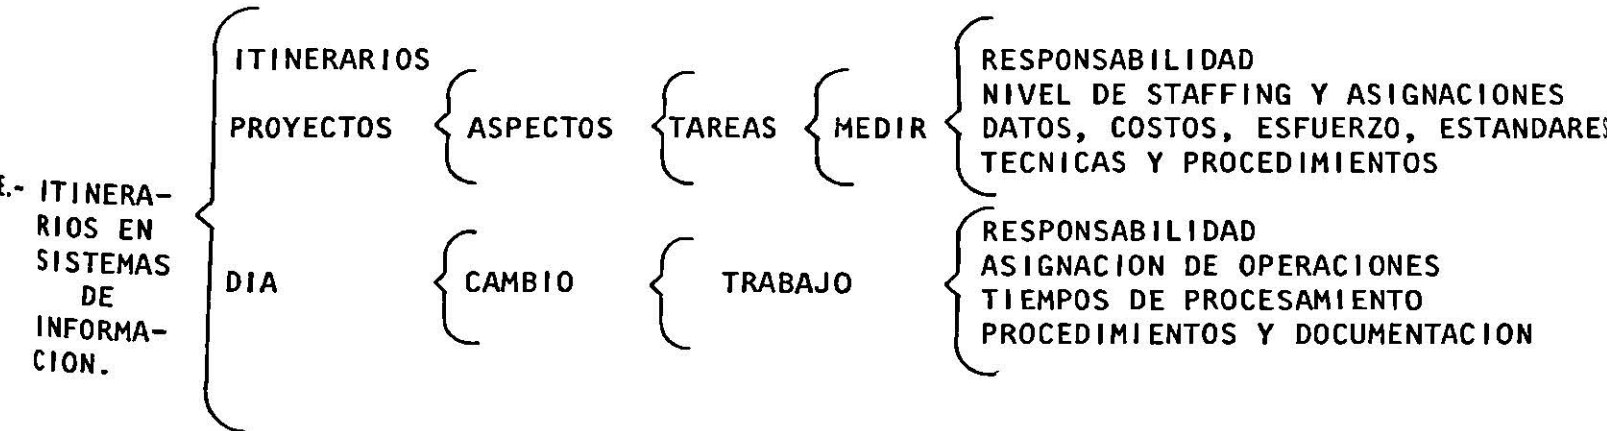 ITINERARIOS
PROYECTOS
ASPECTOS
TAREAS
MEDIR
RESPONSABILIDAD
NIVEL DE STAFFING Y ASIGNACIONES
DATOS, COSTOS, ESFUERZO, ESTANDARES
TECNICAS Y PROCEDIMIENTOS
E.- ITINERA-
RIOS EN
SISTEMAS
DE
INFORMA-
CION.
DIA
CAMBIO
TRABAJO
RESPONSABILIDAD
ASIGNACION DE OPERACIONES
TIEMPOS DE PROCESAMIENTO
PROCEDIMIENTOS Y DOCUMENTACION